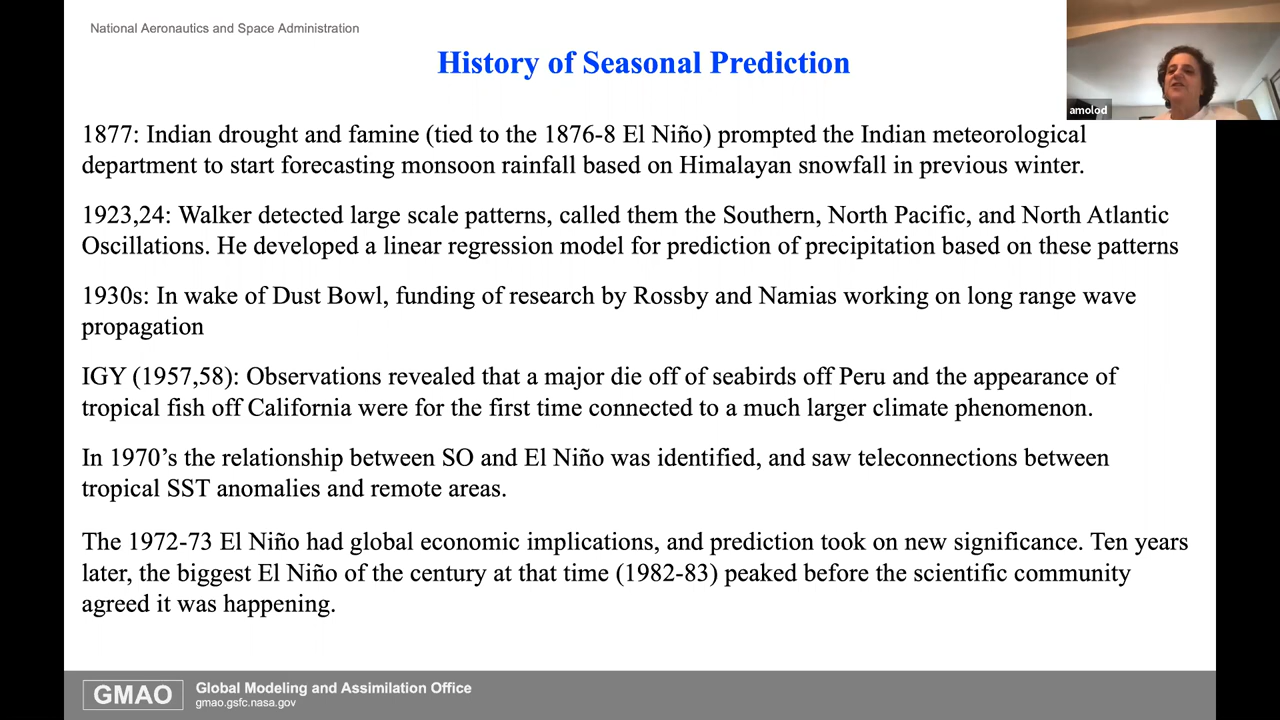 National Aeronautics and Space Administration
History of Seasonal Prediction
amolod
1877: Indian drought and famine (tied to the 1876-8 El Niño) prompted the Indian meteorological
department to start forecasting monsoon rainfall based on Himalayan snowfall in previous winter.
1923,24: Walker detected large scale patterns, called them the Southern, North Pacific, and North Atlantic
Oscillations. He developed a linear regression model for prediction of precipitation based on these patterns
1930s: In wake of Dust Bowl, funding of research by Rossby and Namias working on long range wave
propagation
IGY (1957,58): Observations revealed that a major die off of seabirds off Peru and the appearance of
tropical fish off California were for the first time connected to a much larger climate phenomenon.
In 1970’s the relationship between SO and El Niño was identified, and saw teleconnections between
tropical SST anomalies and remote areas.
The 1972-73 El Niño had global economic implications, and prediction took on new significance. Ten years
later, the biggest El Niño of the century at that time (1982-83) peaked before the scientific community
agreed it was happening.
GMAO
Global Modeling and Assimilation Office
gmao.gsfc.nasa.gov